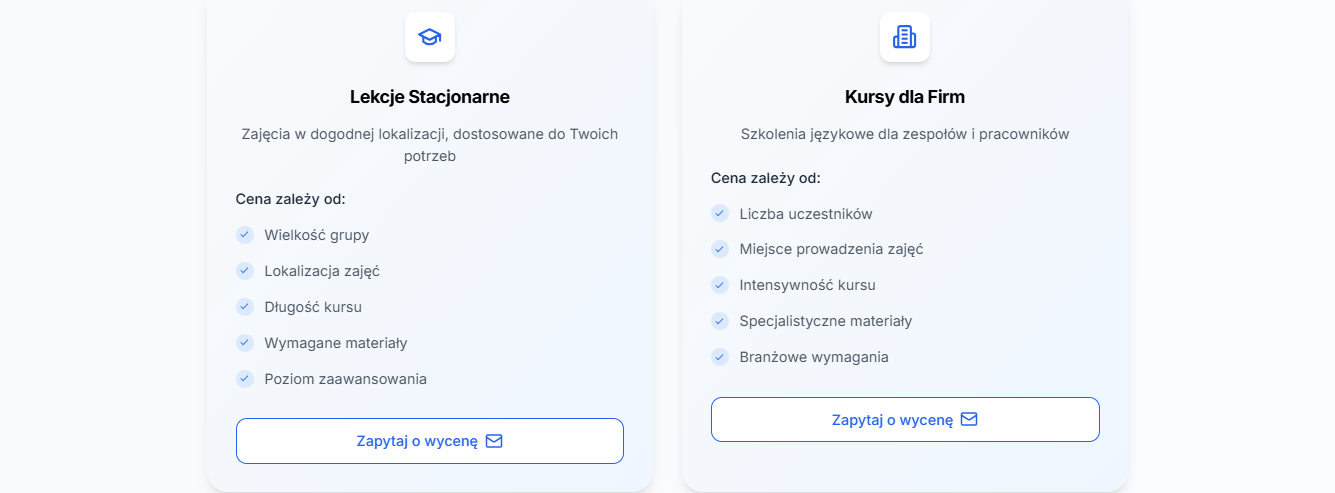 Lekcje Stacjonarne
Zajęcia w dogodnej lokalizacji, dostosowane do Twoich
potrzeb
Cena zależy od:
Wielkość grupy
Lokalizacja zajęć
Długość kursu
Wymagane materiały
Poziom zaawansowania
Zapytaj o wycenę
Kursy dla Firm
Szkolenia językowe dla zespołów i pracowników
Cena zależy od:
Liczba uczestników
Miejsce prowadzenia zajęć
Intensywność kursu
Specjalistyczne materiały
Branżowe wymagania
Zapytaj o wycenę